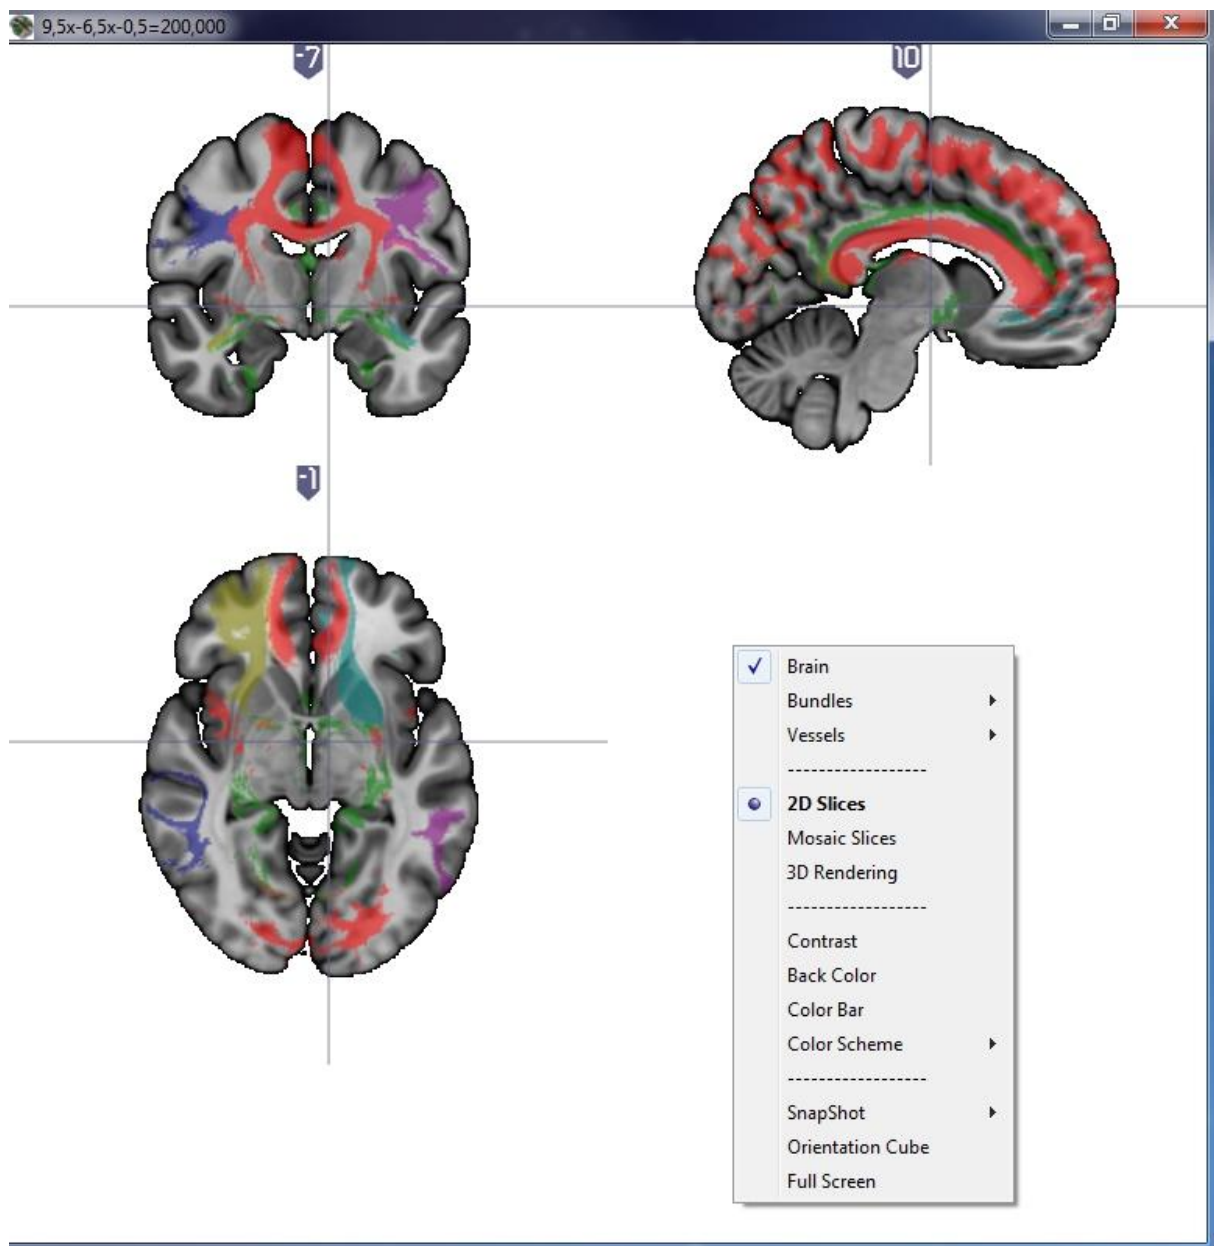 9,5x-6,5x-0,5=200,000
-7
10
-1
Brain
Bundles
Vessels
------------------
2D Slices
Mosaic Slices
3D Rendering
------------------
Contrast
Back Color
Color Bar
Color Scheme
------------------
SnapShot
Orientation Cube
Full Screen